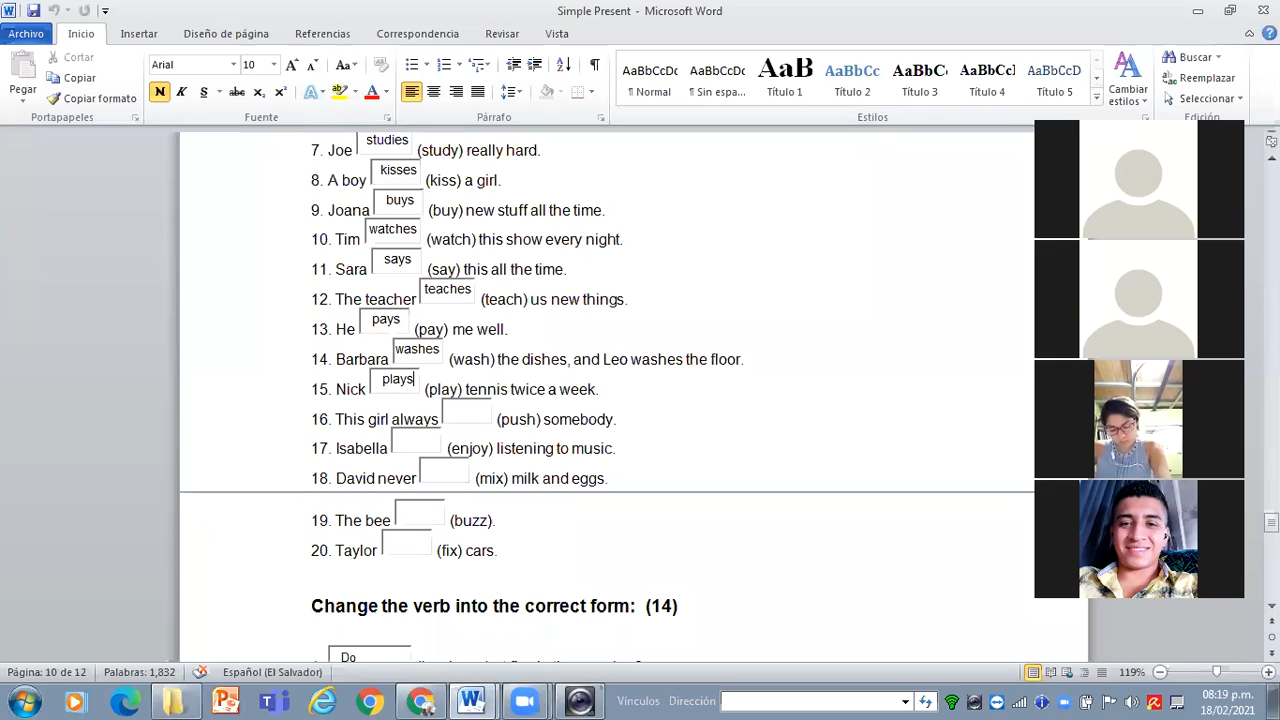 Simple Present - Microsoft Word
Archivo Inicio Insertar Diseño de página Referencias Correspondencia Revisar Vista
Cortar
Copiar
Copiar formato
Pegar
Portapapeles
Arial 10
Fuente
Párrafo
AaBbCcDc AaBbCcDc AaB AaBbCc AaBbC AaBbCc AaBbCcD
¶ Normal ¶ Sin espa... Título 1 Título 2 Título 3 Título 4 Título 5
Estilos
Cambiar estilos
Buscar
Reemplazar
Seleccionar
Edición
7. Joe studies (study) really hard.
8. A boy kisses (kiss) a girl.
9. Joana buys (buy) new stuff all the time.
10. Tim watches (watch) this show every night.
11. Sara says (say) this all the time.
12. The teacher teaches (teach) us new things.
13. He pays (pay) me well.
14. Barbara washes (wash) the dishes, and Leo washes the floor.
15. Nick plays (play) tennis twice a week.
16. This girl always (push) somebody.
17. Isabella (enjoy) listening to music.
18. David never (mix) milk and eggs.
19. The bee (buzz).
20. Taylor (fix) cars.
Change the verb into the correct form: (14)
Do
Página: 10 de 12 Palabras: 1,832 Español (El Salvador) 119%
Vínculos Dirección
08:19 p.m.
18/02/2021